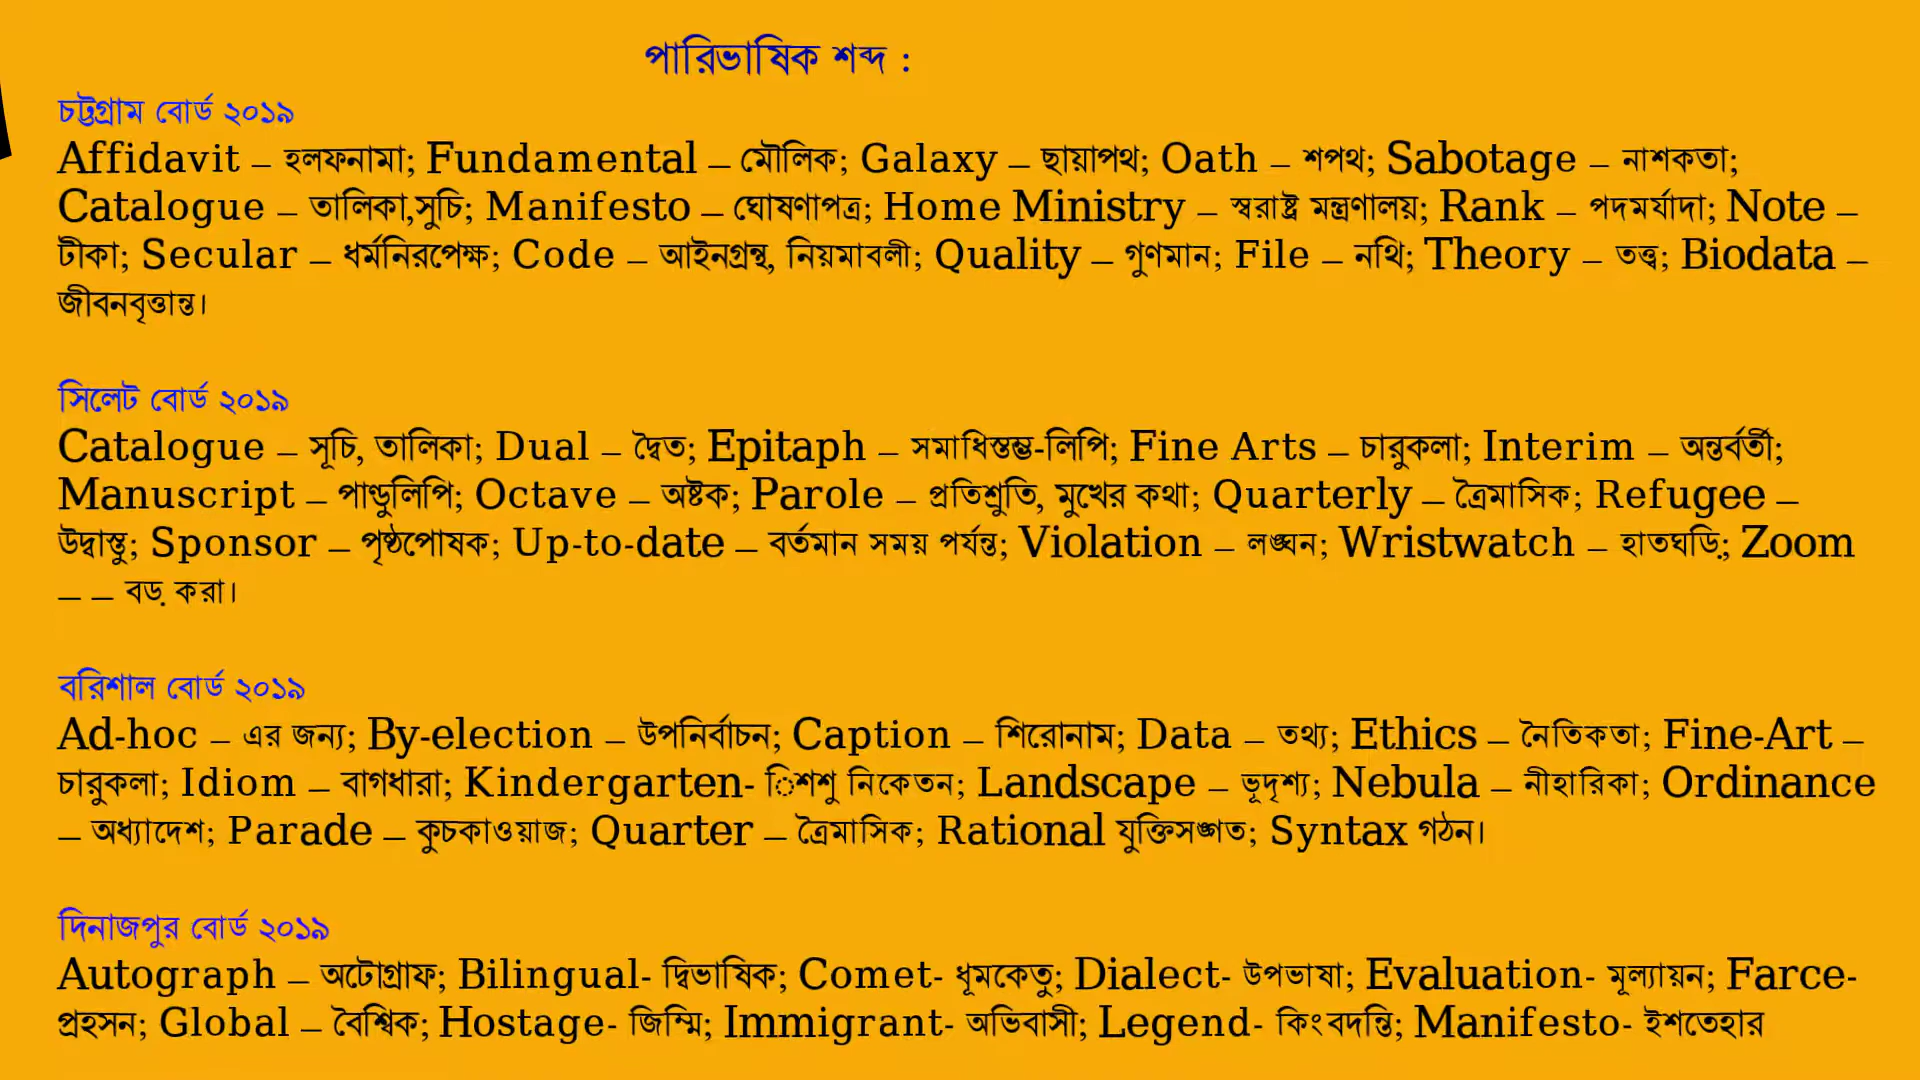 পারিভাষিক শব্দ :
চট্টগ্রাম বোর্ড ২০১৯
Affidavit – হলফনামা; Fundamental – মৌলিক; Galaxy – ছায়াপথ; Oath – শপথ; Sabotage – নাশকতা;
Catalogue – তালিকা,সুচি; Manifesto – ঘোষণাপত্র; Home Ministry – স্বরাষ্ট্র মন্ত্রণালয়; Rank – পদমর্যাদা; Note –
টীকা; Secular – ধর্মনিরপেক্ষ; Code – আইনগ্রন্থ, নিয়মাবলী; Quality – গুণমান; File – নথি; Theory – তত্ত্ব; Biodata –
জীবনবৃত্তান্ত।
সিলেট বোর্ড ২০১৯
Catalogue – সূচি, তালিকা; Dual – দ্বৈত; Epitaph – সমাধিস্তম্ভ-লিপি; Fine Arts – চারুকলা; Interim – অন্তর্বর্তী;
Manuscript – পাণ্ডুলিপি; Octave – অষ্টক; Parole – প্রতিশ্রুতি, মুখের কথা; Quarterly – ত্রৈমাসিক; Refugee –
উদ্বাস্তু; Sponsor – পৃষ্ঠপোষক; Up-to-date – বর্তমান সময় পর্যন্ত; Violation – লঙ্ঘন; Wristwatch – হাতঘড়ি; Zoom
– – বড় করা।
বরিশাল বোর্ড ২০১৯
Ad-hoc – এর জন্য; By-election – উপনির্বাচন; Caption – শিরোনাম; Data – তথ্য; Ethics – নৈতিকতা; Fine-Art –
চারুকলা; Idiom – বাগধারা; Kindergarten- িশশু নিকেতন; Landscape – ভূদৃশ্য; Nebula – নীহারিকা; Ordinance
– অধ্যাদেশ; Parade – কুচকাওয়াজ; Quarter – ত্রৈমাসিক; Rational যুক্তিসঙ্গত; Syntax গঠন।
দিনাজপুর বোর্ড ২০১৯
Autograph – অটোগ্রাফ; Bilingual- দ্বিভাষিক; Comet- ধূমকেতু; Dialect- উপভাষা; Evaluation- মূল্যায়ন; Farce-
প্রহসন; Global – বৈশ্বিক; Hostage- জিম্মি; Immigrant- অভিবাসী; Legend- কিংবদন্তি; Manifesto- ইশতেহার